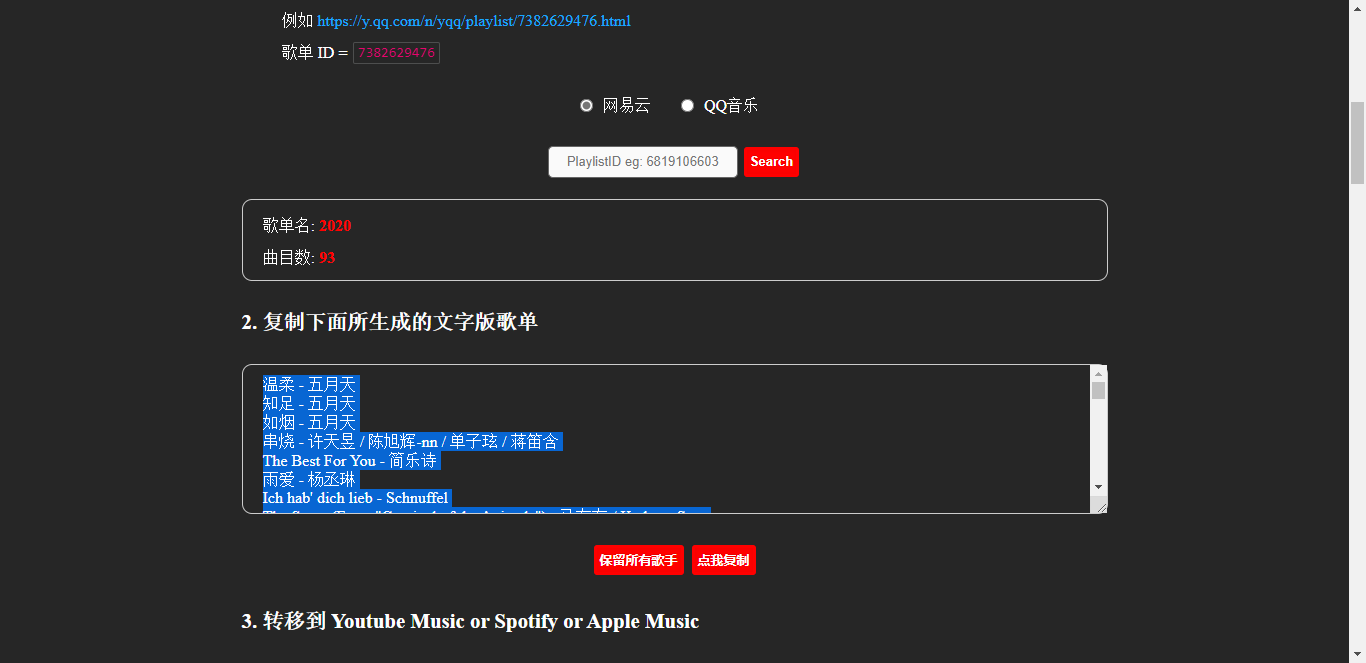 例如 https://y.qq.com/n/yqq/playlist/7382629476.html
歌单 ID = 7382629476
网易云 QQ音乐
PlaylistID eg: 6819106603 Search
歌单名: 2020
曲目数: 93
2. 复制下面所生成的文字版歌单
温柔 - 五月天
知足 - 五月天
如烟 - 五月天
串烧 - 许天昱 / 陈旭辉-nn / 单子玹 / 蒋笛含
The Best For You - 简乐诗
雨爱 - 杨丞琳
Ich hab' dich lieb - Schnuffel
保留所有歌手 点我复制
3. 转移到 Youtube Music or Spotify or Apple Music